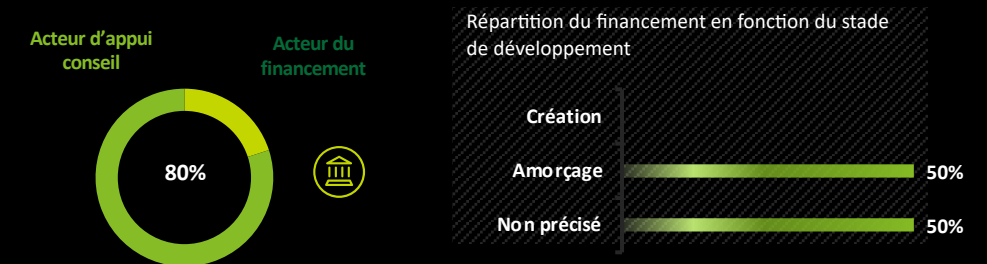 Acteur d’appui
conseil
Acteur du
financement
80%
Répartition du financement en fonction du stade
de développement
Création
Amorçage
50%
Non précisé
50%